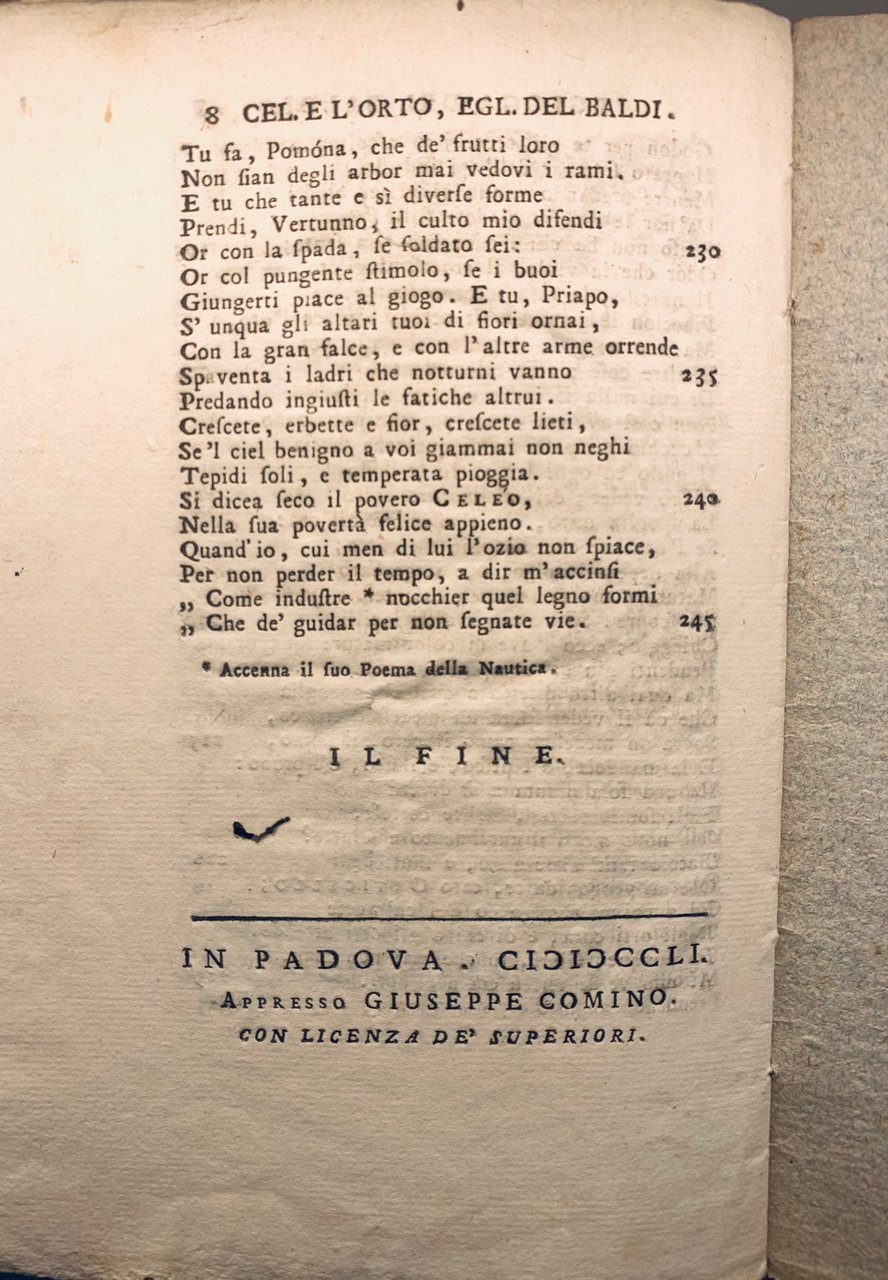 8 CEL. E L'ORTO, EGL. DEL BALDI.
Tu fa, Pomóna, che de' frutti loro
Non ſian degli arbor mai vedovi i rami.
E tu che tante e sì diverſe forme
Prendi, Vertunno, il culto mio difendi
Or con la ſpada, ſe ſoldato ſei: 230
Or col pungente ſtimolo, ſe i buoi
Giungerti piace al giogo. E tu, Priapo,
S' unqua gli altari tuoi di fiori ornai,
Con la gran falce, e con l'altre arme orrende
Spaventa i ladri che notturni vanno 235
Predando ingiuſti le fatiche altrui.
Creſcete, erbette e fior, creſcete lieti,
Se 'l ciel benigno a voi giammai non neghi
Tepidi ſoli, e temperata pioggia.
Si dicea ſeco il povero CELÉO, 240
Nella ſua povertà felice appieno.
Quand' io, cui men di lui l'ozio non ſpiace,
Per non perder il tempo, a dir m'accinſi
„ Come induſtre * nocchier quel legno formi
„ Che de' guidar per non ſegnate vie. 245
* Accenna il ſuo Poema della Nautica.
IL FINE.
IN PADOVA. CIƆIƆCCLI.
APPRESSO GIUSEPPE COMINO.
CON LICENZA DE' SUPERIORI.